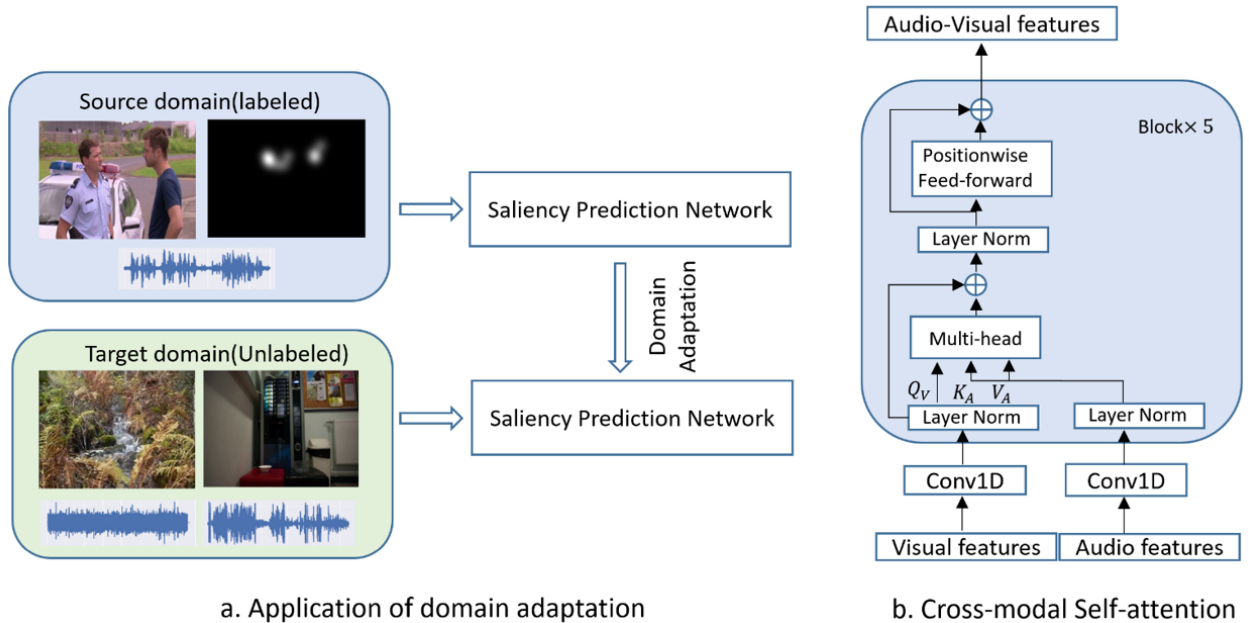 Source domain(labeled)
Saliency Prediction Network
Domain
Adaptation
Target domain(Unlabeled)
Saliency Prediction Network
a. Application of domain adaptation
Audio-Visual features
Block× 5
Positionwise
Feed-forward
Layer Norm
Multi-head
Q_V K_A V_A
Layer Norm
Layer Norm
Conv1D
Conv1D
Visual features
Audio features
b. Cross-modal Self-attention